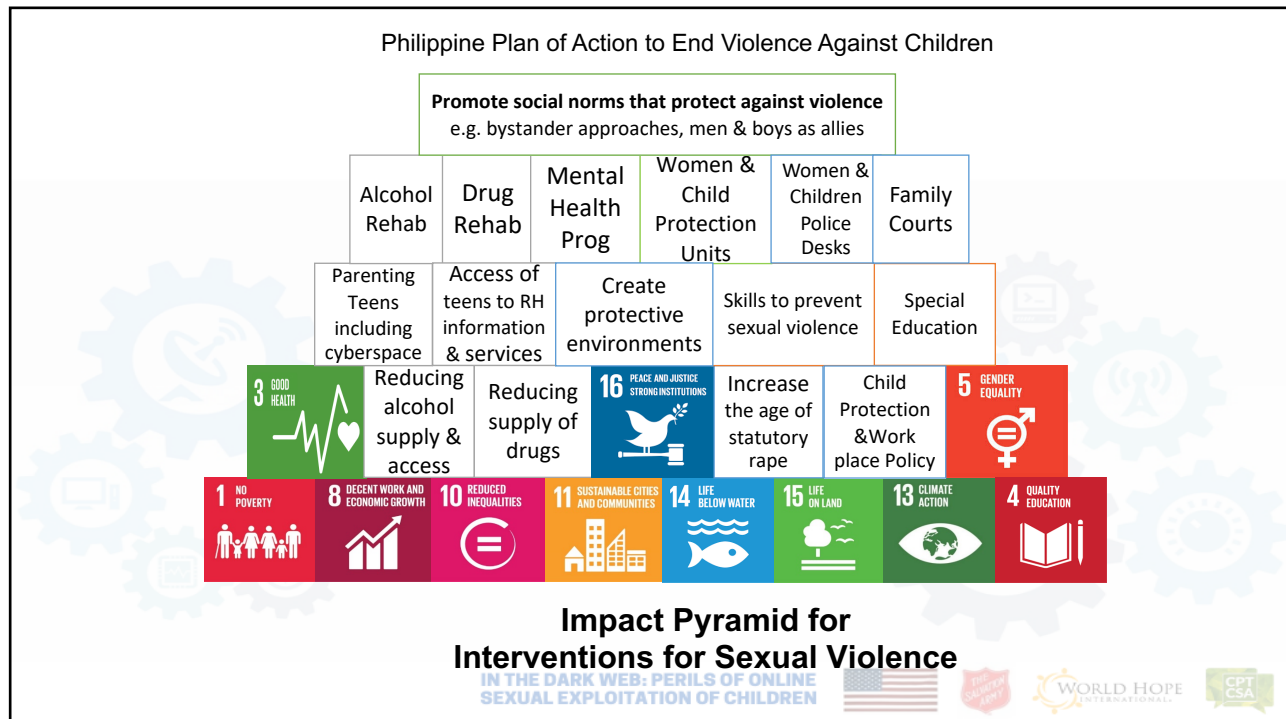 Philippine Plan of Action to End Violence Against Children
Promote social norms that protect against violence
e.g. bystander approaches, men & boys as allies
Alcohol
Rehab
Drug
Rehab
Mental
Health
Prog
Women &
Child
Protection
Units
Women &
Children
Police
Desks
Family
Courts
Parenting
Teens
including
cyberspace
Access of
teens to RH
information
& services
Create
protective
environments
Skills to prevent
sexual violence
Special
Education
3 GOOD
HEALTH
Reducing
alcohol
supply &
access
Reducing
supply of
drugs
16 PEACE AND JUSTICE
STRONG INSTITUTIONS
Increase
the age of
statutory
rape
Child
Protection
&Work
place Policy
5 GENDER
EQUALITY
1 NO
POVERTY
8 DECENT WORK AND
ECONOMIC GROWTH
10 REDUCED
INEQUALITIES
11 SUSTAINABLE CITIES
AND COMMUNITIES
14 LIFE
BELOW WATER
15 LIFE
ON LAND
13 CLIMATE
ACTION
4 QUALITY
EDUCATION
Impact Pyramid for
Interventions for Sexual Violence
IN THE DARK WEB: PERILS OF ONLINE
SEXUAL EXPLOITATION OF CHILDREN
THE
SALVATION
ARMY
WORLD HOPE
INTERNATIONAL.
CPT
CSA